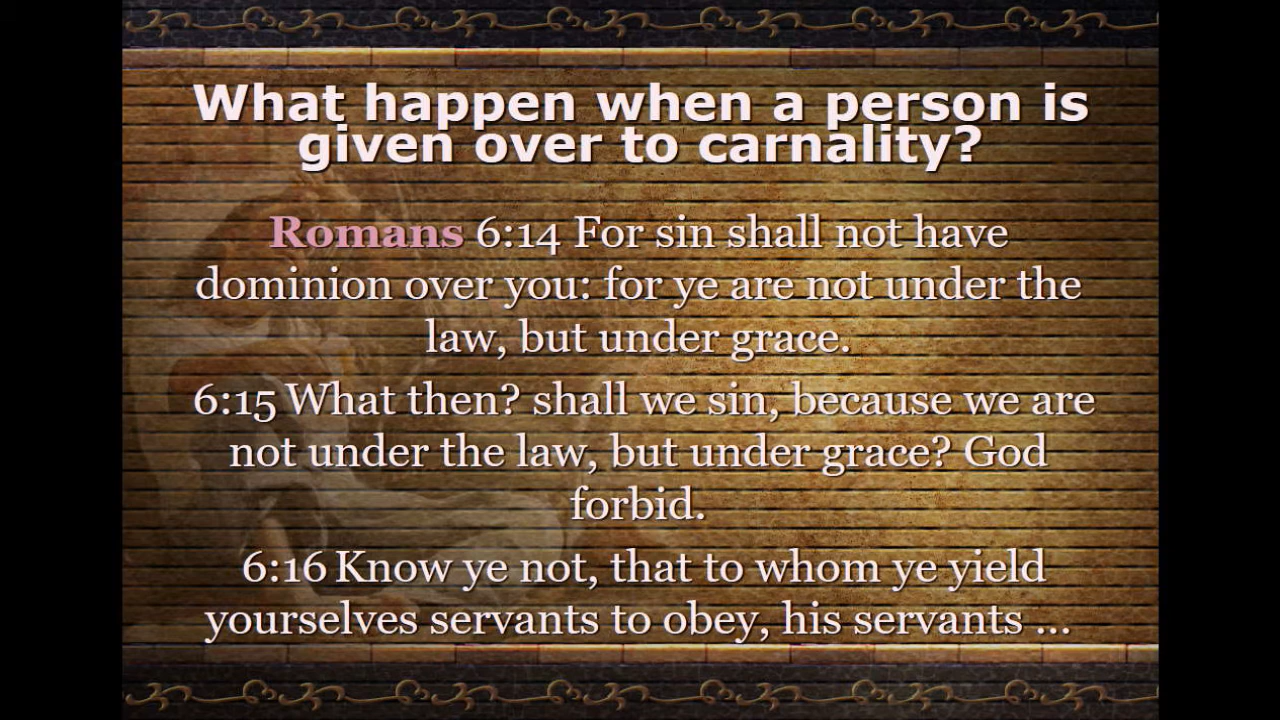 What happen when a person is
given over to carnality?
Romans 6:14 For sin shall not have
dominion over you: for ye are not under the
law, but under grace.
6:15 What then? shall we sin, because we are
not under the law, but under grace? God
forbid.
6:16 Know ye not, that to whom ye yield
yourselves servants to obey, his servants ...